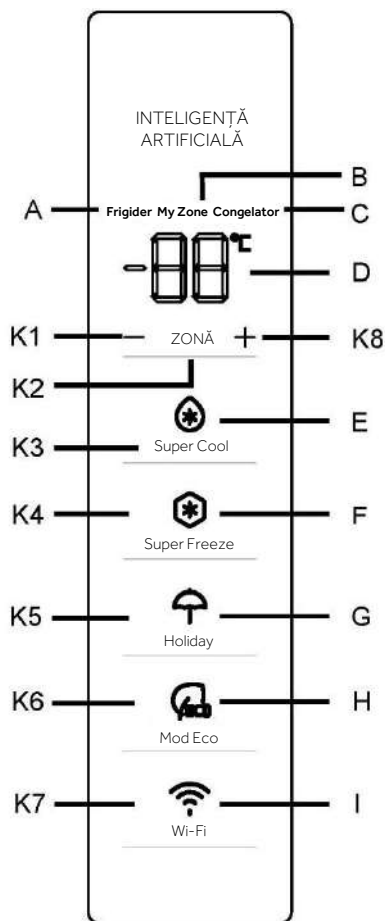 INTELIGENȚĂ
ARTIFICIALĂ
B
A Frigider My Zone Congelator C
-88°C D
K1 - ZONĂ + K8
K2
E
K3 Super Cool
K4 F
Super Freeze
K5 G
Holiday
K6 eco H
Mod Eco
K7 I
Wi-Fi